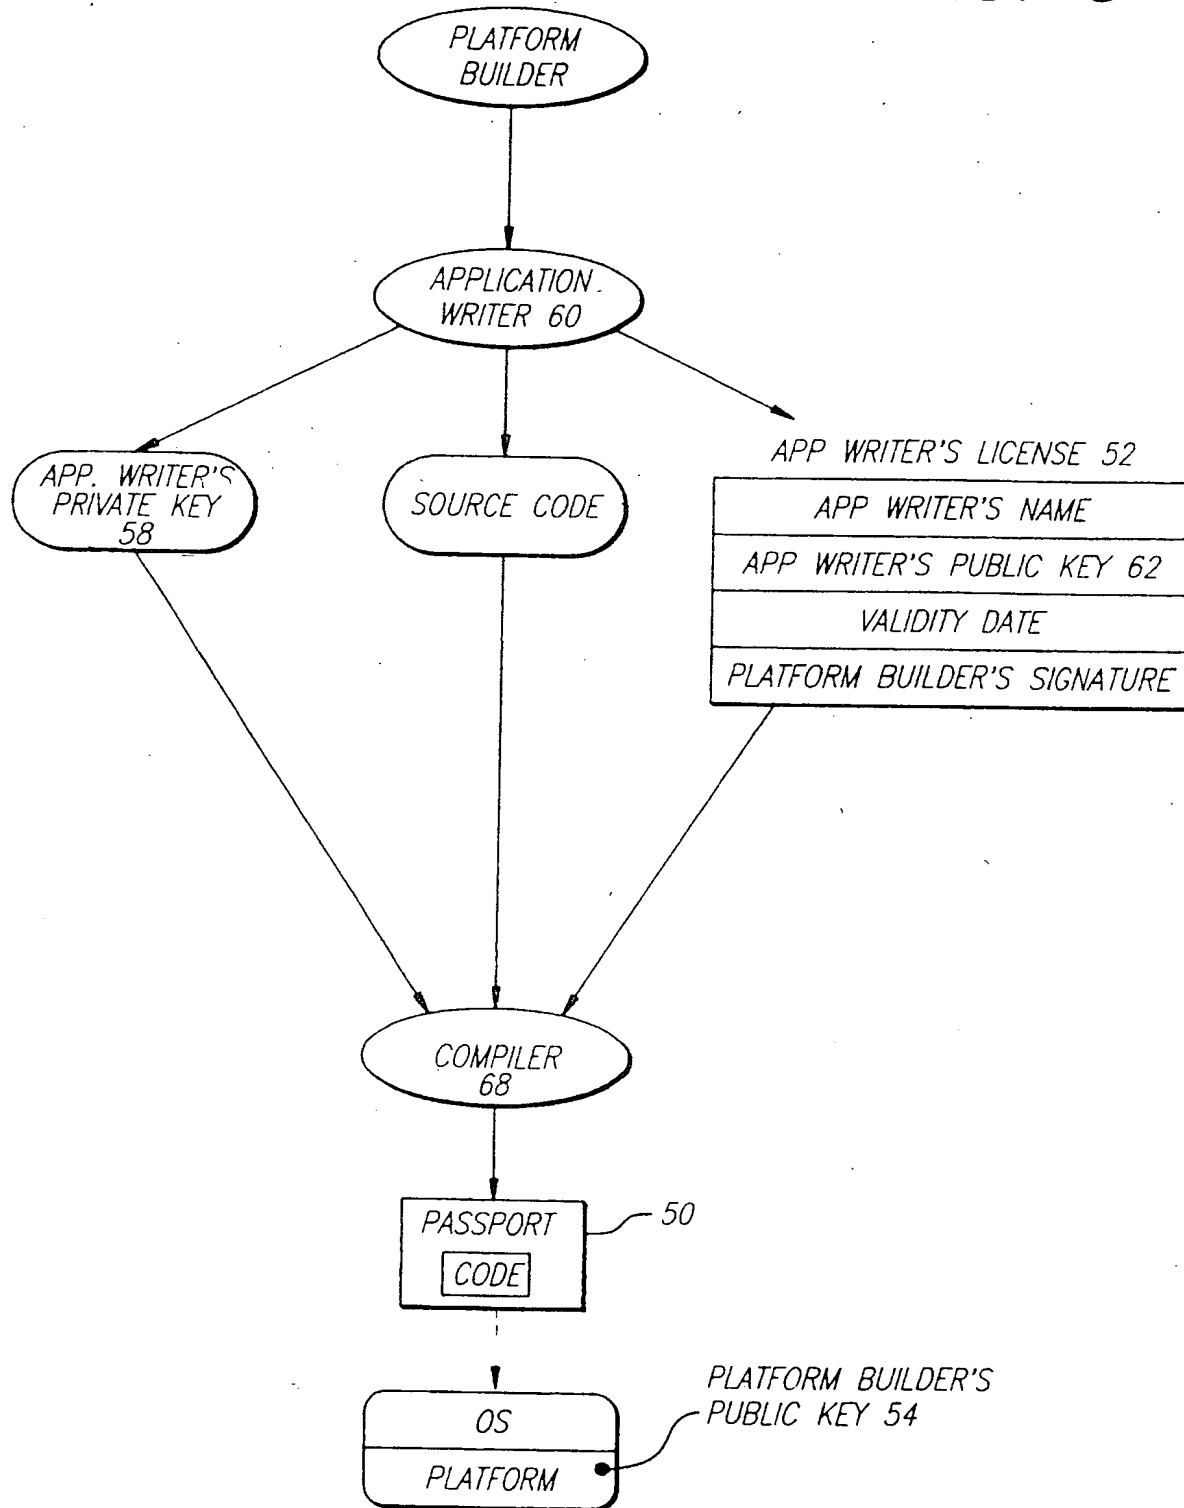 PLATFORM
BUILDER
APPLICATION
WRITER 60
APP. WRITER'S
PRIVATE KEY
58
SOURCE CODE
APP WRITER'S LICENSE 52
APP WRITER'S NAME
APP WRITER'S PUBLIC KEY 62
VALIDITY DATE
PLATFORM BUILDER'S SIGNATURE
COMPILER
68
PASSPORT
50
CODE
PLATFORM BUILDER'S
PUBLIC KEY 54
OS
PLATFORM